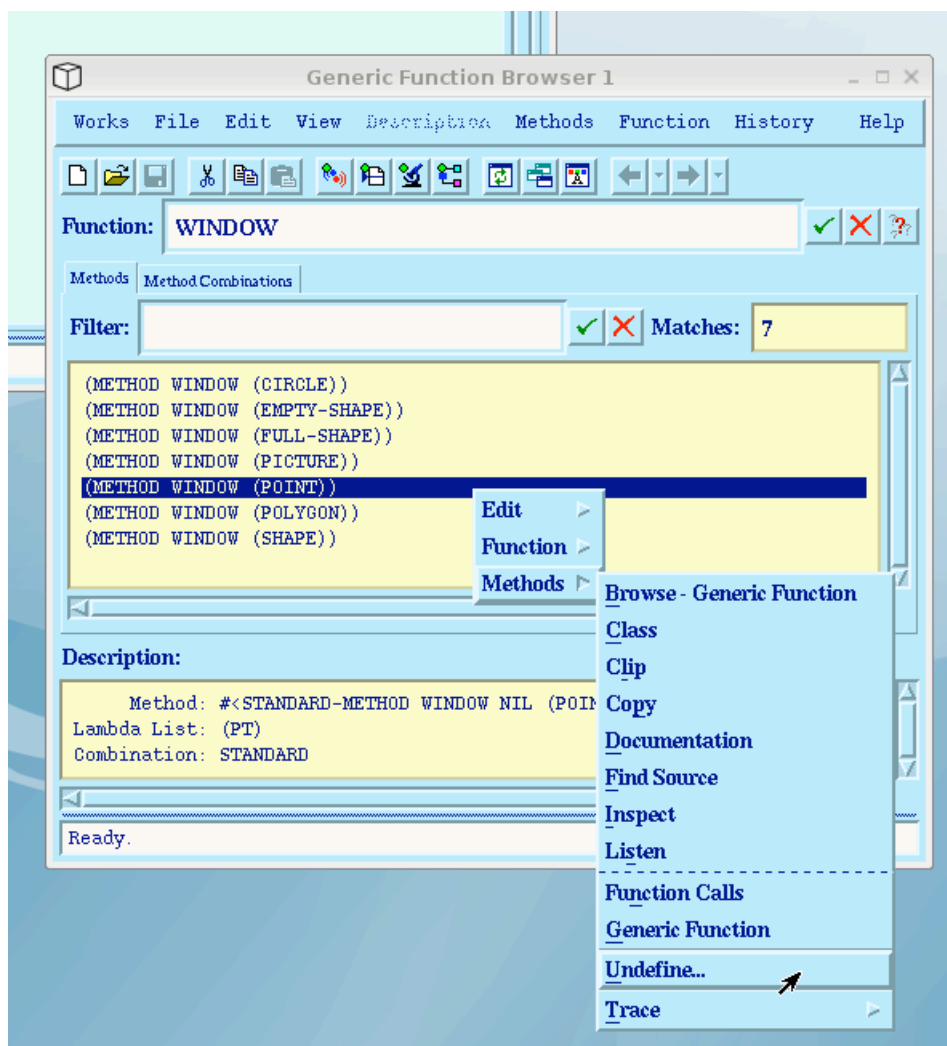 Generic Function Browser 1
Works File Edit View Description Methods Function History Help
Function: WINDOW
Methods Method Combinations
Filter: Matches: 7
(METHOD WINDOW (CIRCLE))
(METHOD WINDOW (EMPTY-SHAPE))
(METHOD WINDOW (FULL-SHAPE))
(METHOD WINDOW (PICTURE))
(METHOD WINDOW (POINT))
(METHOD WINDOW (POLYGON))
(METHOD WINDOW (SHAPE))
Edit
Function
Methods
Browse - Generic Function
Class
Clip
Copy
Documentation
Find Source
Inspect
Listen
Function Calls
Generic Function
Undefine...
Trace
Description:
Method: #<STANDARD-METHOD WINDOW NIL (POIN
Lambda List: (PT)
Combination: STANDARD
Ready.